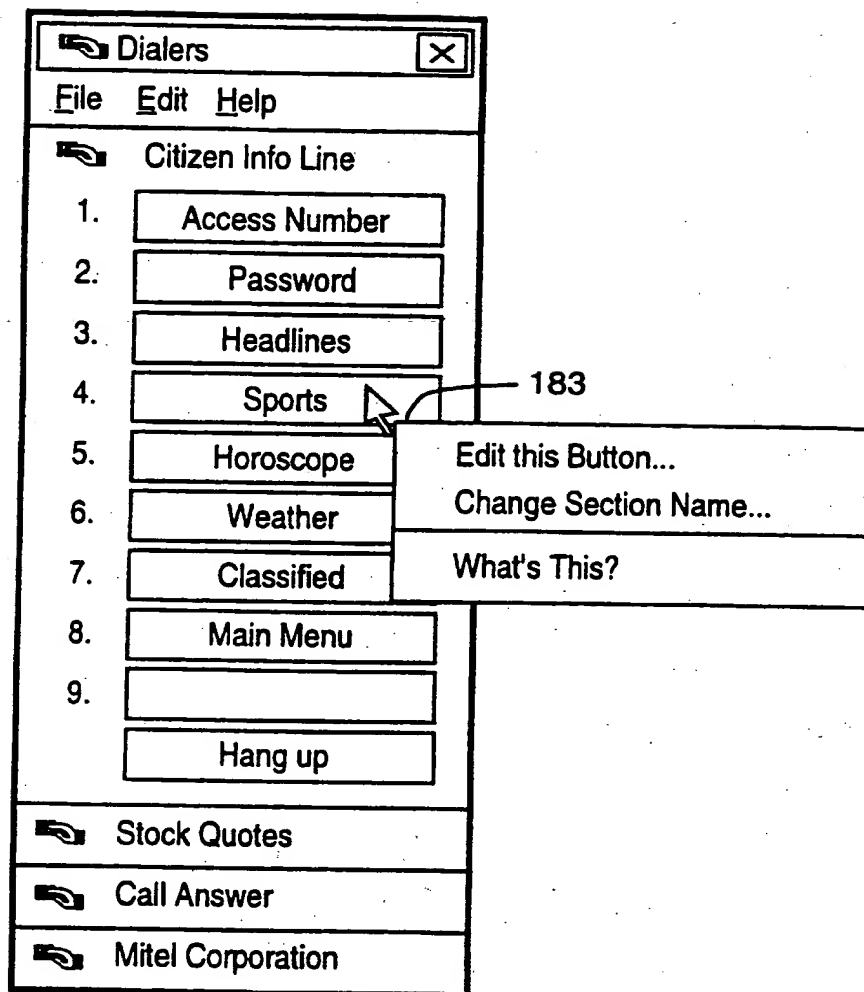 Dialers
File Edit Help
Citizen Info Line
1. Access Number
2. Password
3. Headlines
4. Sports
183
5. Horoscope
Edit this Button...
Change Section Name...
6. Weather
What's This?
7. Classified
8. Main Menu
9.
Hang up
Stock Quotes
Call Answer
Mitel Corporation